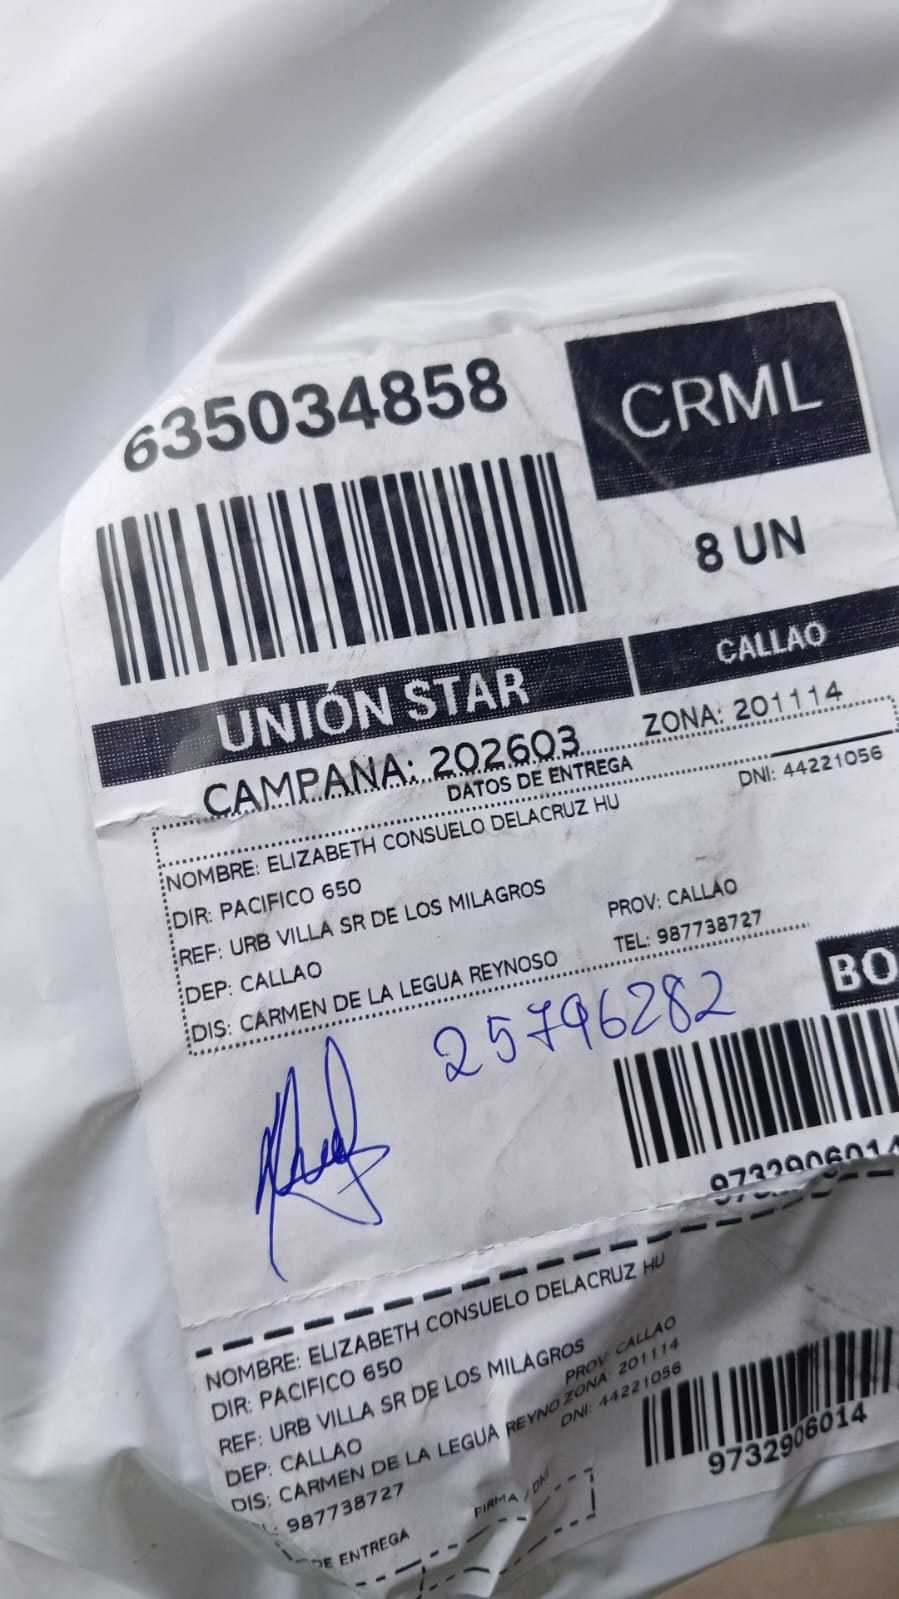 635034858
CRML
8 UN
UNIÓN STAR
CALLAO
CAMPAÑA: 202603
ZONA: 201114
DATOS DE ENTREGA
DNI: 44221056
NOMBRE: ELIZABETH CONSUELO DELACRUZ HU
DIR: PACIFICO 650
REF: URB VILLA SR DE LOS MILAGROS
DEP: CALLAO
PROV: CALLAO
DIS: CARMEN DE LA LEGUA REYNOSO
TEL: 987738727
BO
25796282
9732906014
NOMBRE: ELIZABETH CONSUELO DELACRUZ HU
DIR: PACIFICO 650
REF: URB VILLA SR DE LOS MILAGROS
DEP: CALLAO
PROV: CALLAO
DIS: CARMEN DE LA LEGUA REYNO
ZONA: 201114
DNI: 44221056
987738727
9732906014
FIRMA / DNI
DE ENTREGA